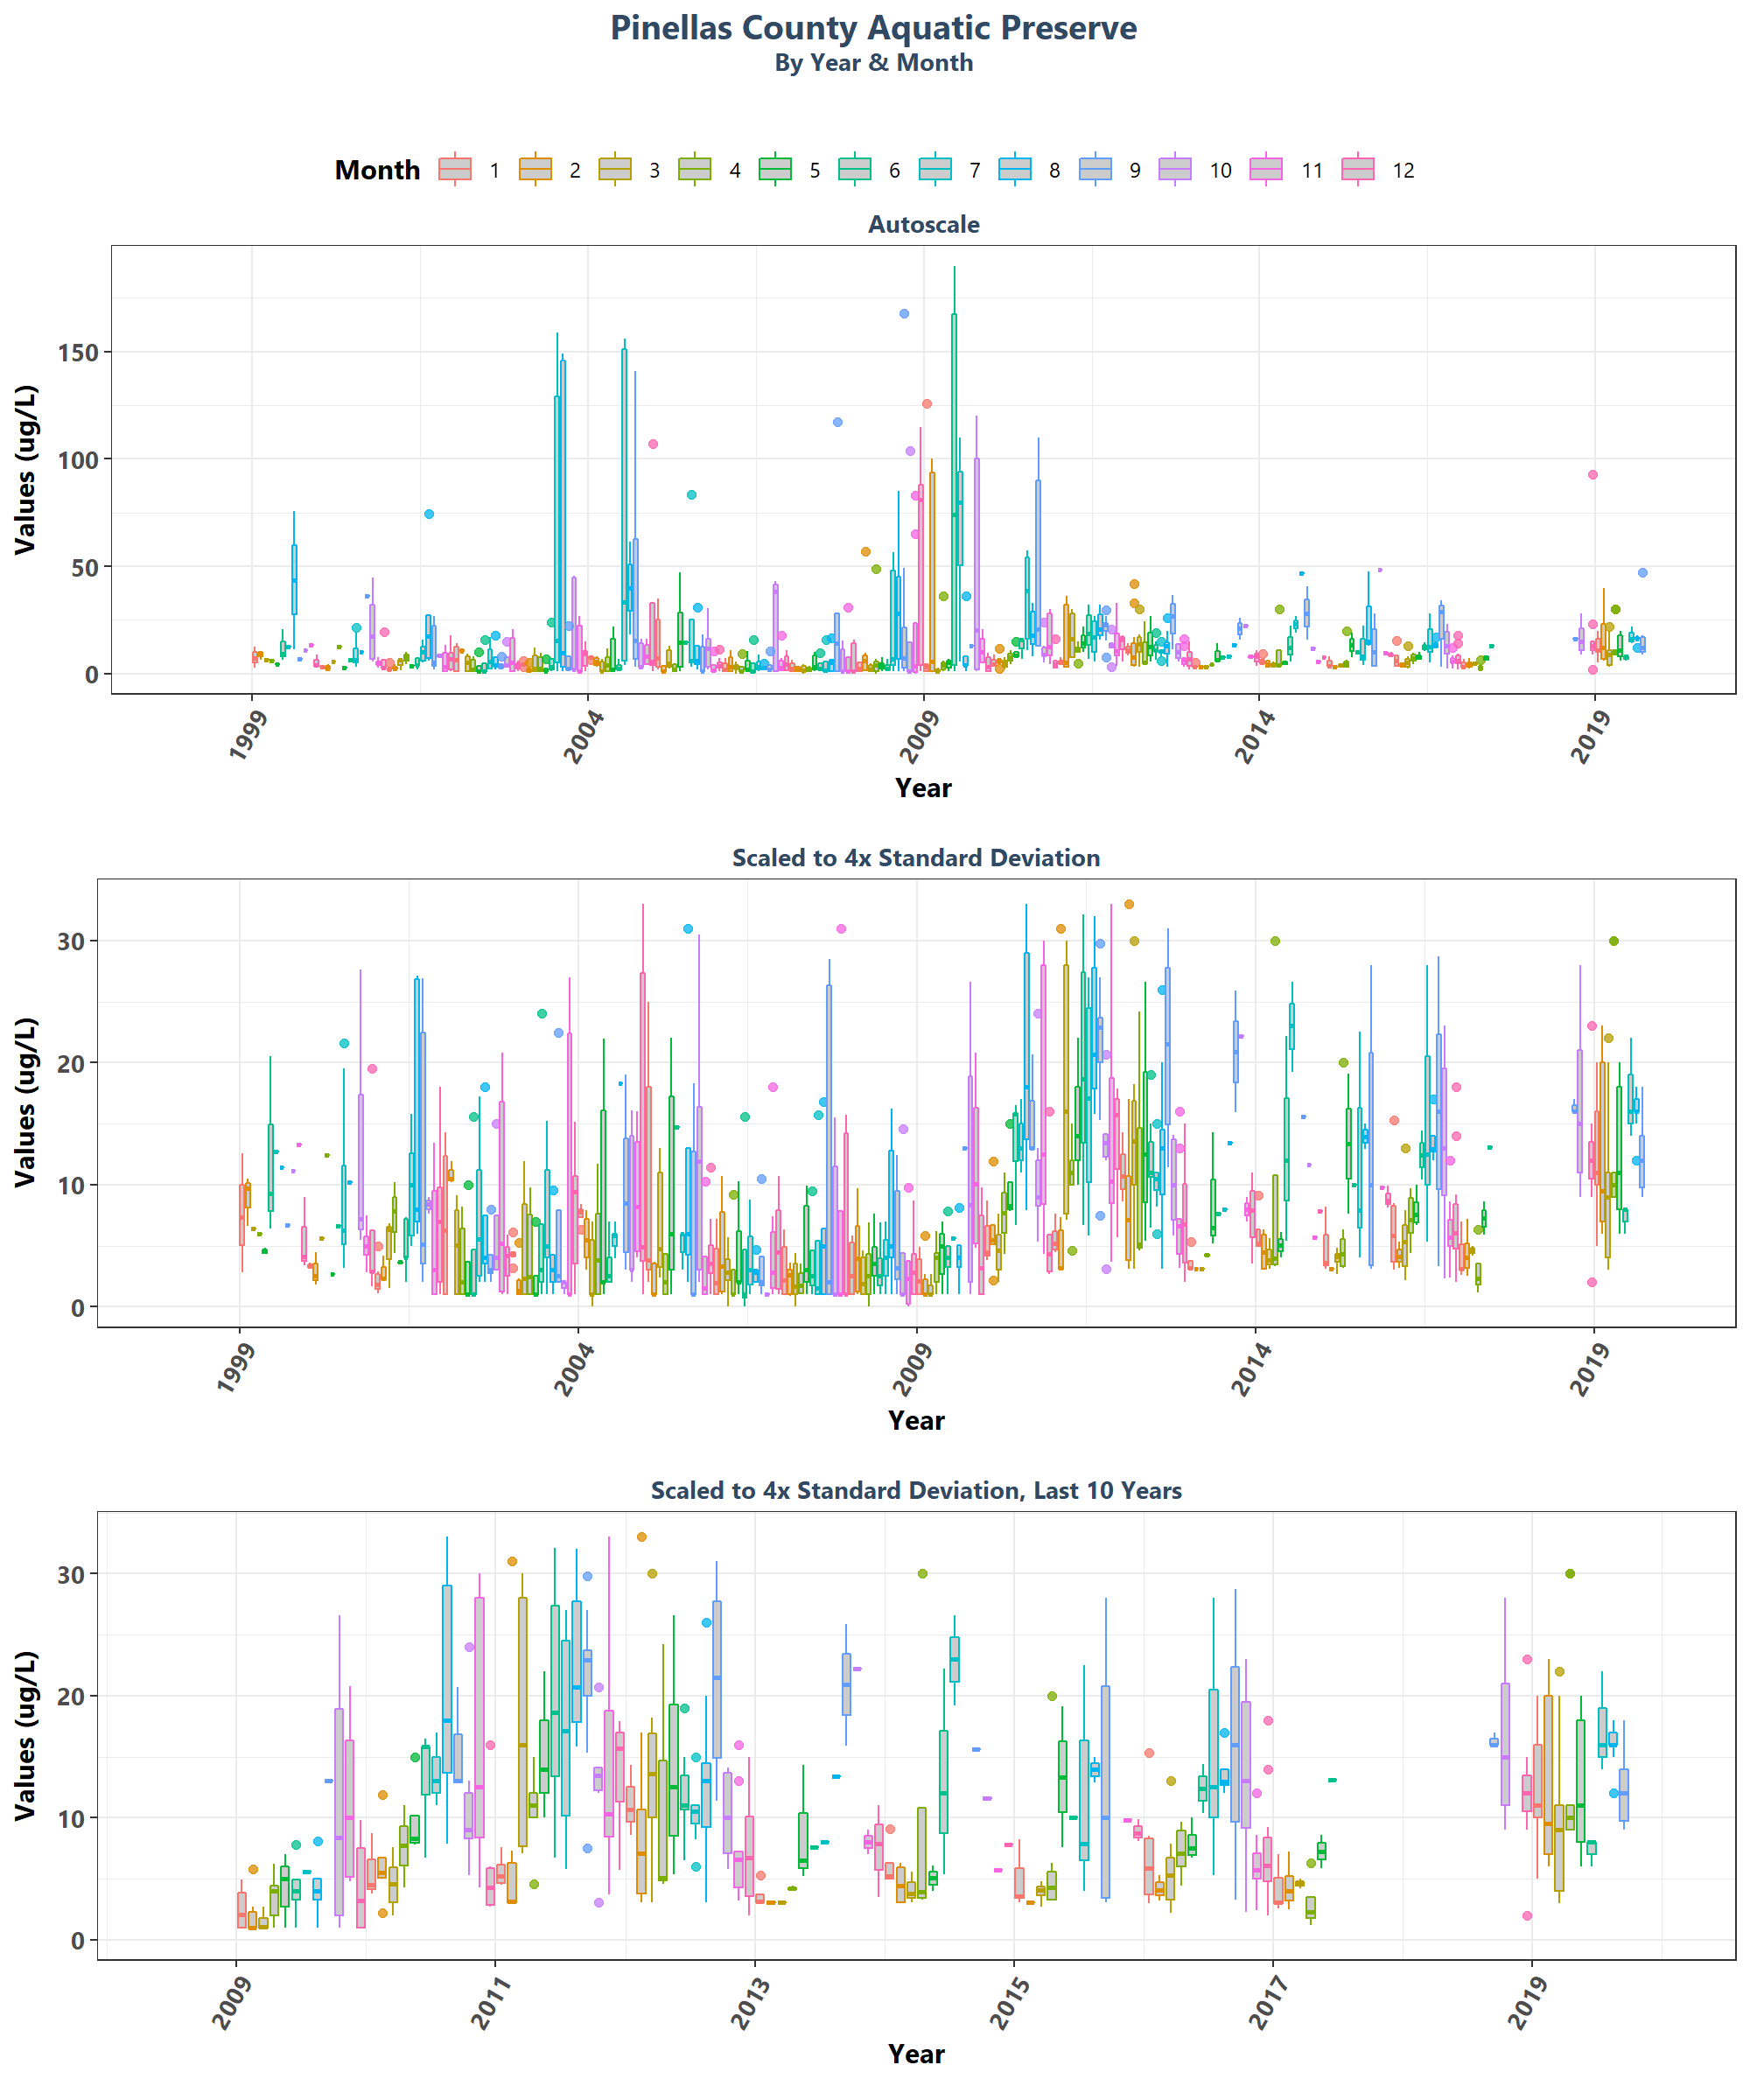 Pinellas County Aquatic Preserve
By Year & Month
Month 1 2 3 4 5 6 7 8 9 10 11 12
Autoscale
Values (ug/L)
150
100
50
0
1999 2004 2009 2014 2019
Year
Scaled to 4x Standard Deviation
Values (ug/L)
30
20
10
0
1999 2004 2009 2014 2019
Year
Scaled to 4x Standard Deviation, Last 10 Years
Values (ug/L)
30
20
10
0
2009 2011 2013 2015 2017 2019
Year